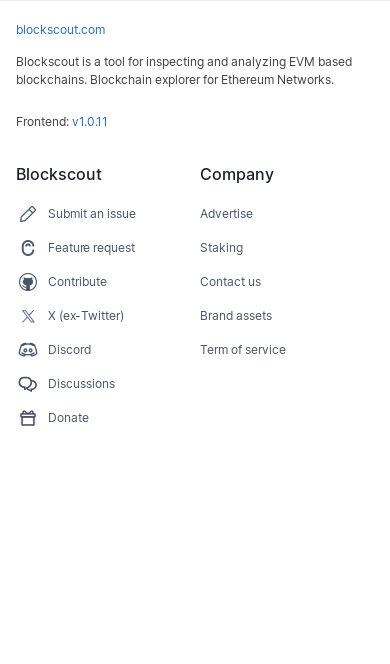 blockscout.com
Blockscout is a tool for inspecting and analyzing EVM based
blockchains. Blockchain explorer for Ethereum Networks.
Frontend: v1.0.11
Blockscout
Submit an issue
Feature request
Contribute
X (ex-Twitter)
Discord
Discussions
Donate
Company
Advertise
Staking
Contact us
Brand assets
Term of service